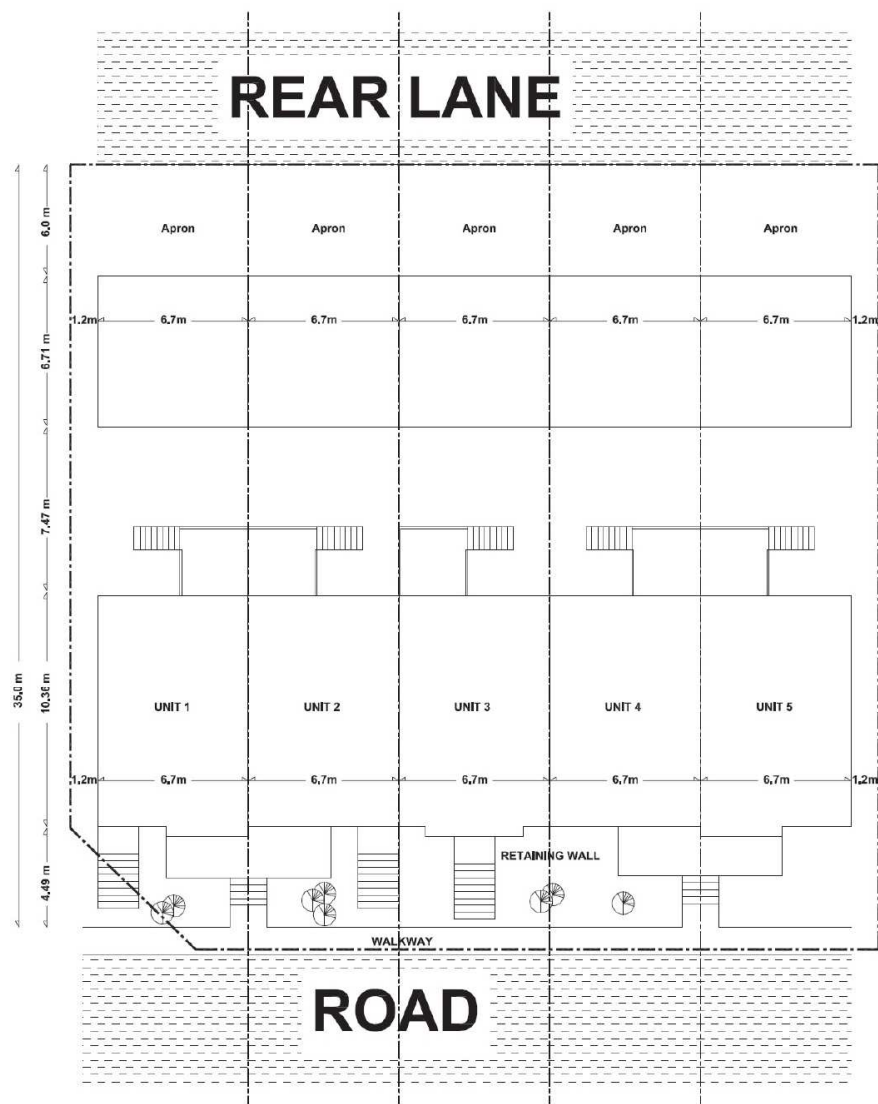 REAR LANE
Apron Apron Apron Apron Apron
6.0 m
1.2m 6.7m 6.7m 6.7m 6.7m 6.7m 1.2m
6.71 m
7.47 m
35.0 m
10.36 m
UNIT 1 UNIT 2 UNIT 3 UNIT 4 UNIT 5
1.2m 6.7m 6.7m 6.7m 6.7m 6.7m 1.2m
RETAINING WALL
4.49 m
WALKWAY
ROAD